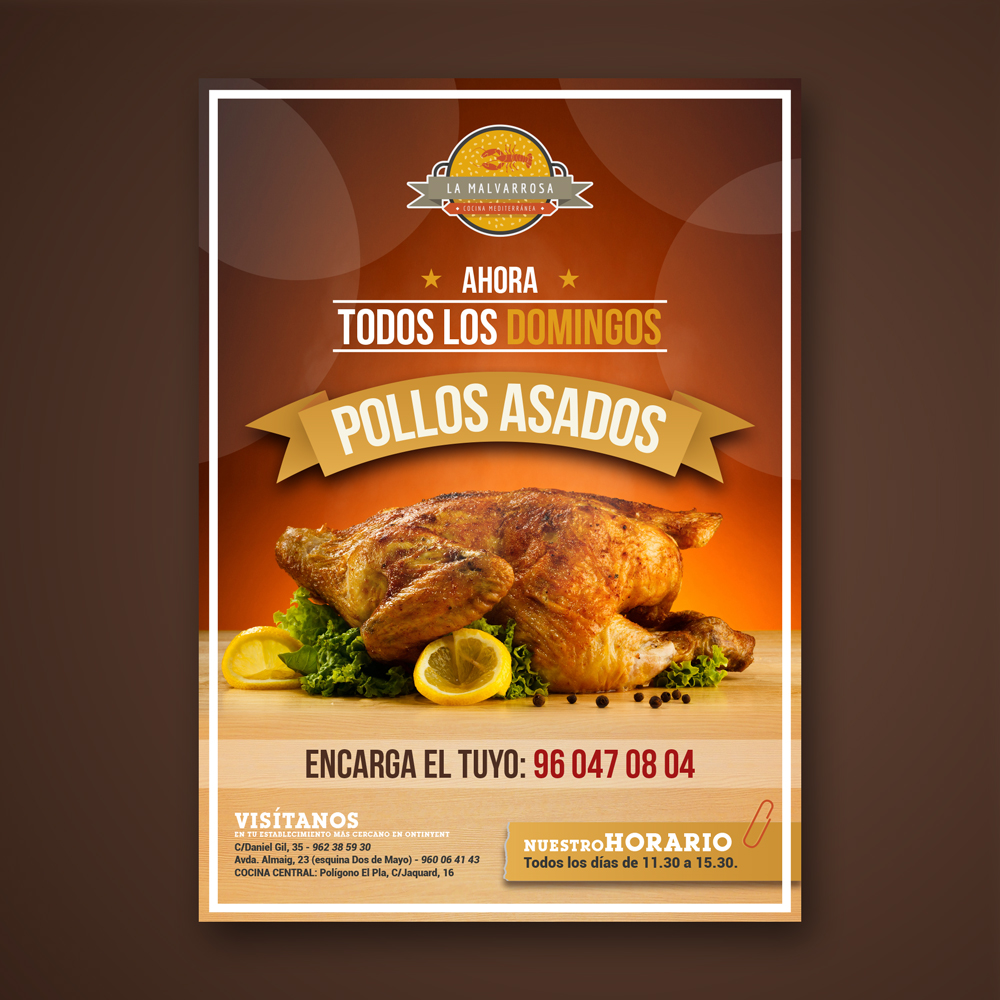 LA MALVARROSA
COCINA MEDITERRÁNEA
AHORA
TODOS LOS DOMINGOS
POLLOS ASADOS
ENCARGA EL TUYO: 96 047 08 04
VISÍTANOS
EN TU ESTABLECIMIENTO MÁS CERCANO EN ONTINYENT
C/Daniel Gil, 35 - 962 38 59 30
Avda. Almaig, 23 (esquina Dos de Mayo) - 960 06 41 43
COCINA CENTRAL: Polígono El Pla, C/Jaquard, 16
NUESTROHORARIO
Todos los días de 11.30 a 15.30.